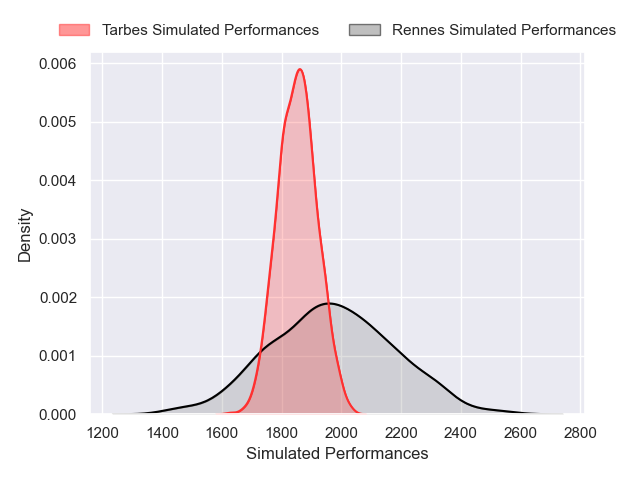 Tarbes Simulated Performances Rennes Simulated Performances
0.006
0.005
0.004
0.003
0.002
0.001
0.000
Density
1200 1400 1600 1800 2000 2200 2400 2600 2800
Simulated Performances